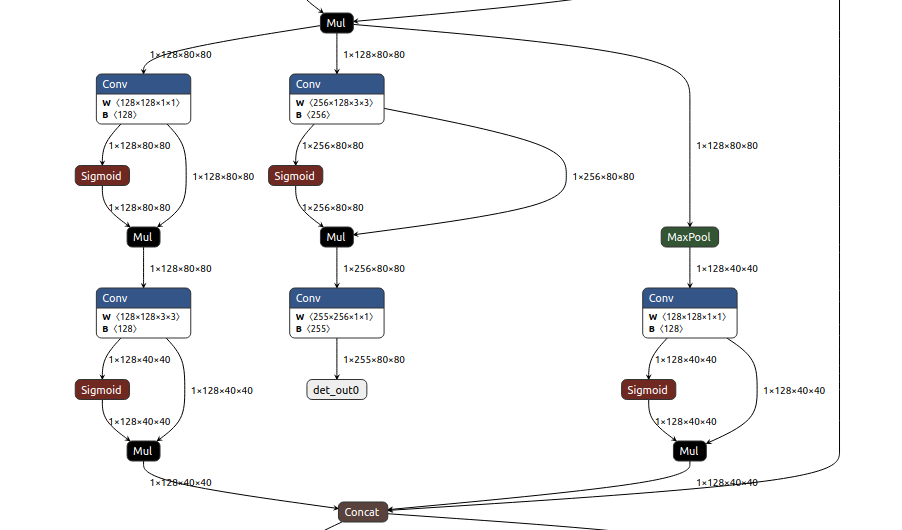 Mul
1×128×80×80
1×128×80×80
Conv
W ⟨128×128×1×1⟩
B ⟨128⟩
Conv
W ⟨256×128×3×3⟩
B ⟨256⟩
1×128×80×80
1×256×80×80
1×128×80×80
Sigmoid
1×128×80×80
Sigmoid
1×256×80×80
1×128×80×80
1×256×80×80
Mul
Mul
MaxPool
1×128×80×80
1×256×80×80
1×128×40×40
Conv
W ⟨128×128×3×3⟩
B ⟨128⟩
Conv
W ⟨255×256×1×1⟩
B ⟨255⟩
Conv
W ⟨128×128×1×1⟩
B ⟨128⟩
1×128×40×40
1×255×80×80
1×128×40×40
Sigmoid
1×128×40×40
det_out0
Sigmoid
1×128×40×40
1×128×40×40
1×128×40×40
Mul
Mul
1×128×40×40
1×128×40×40
Concat